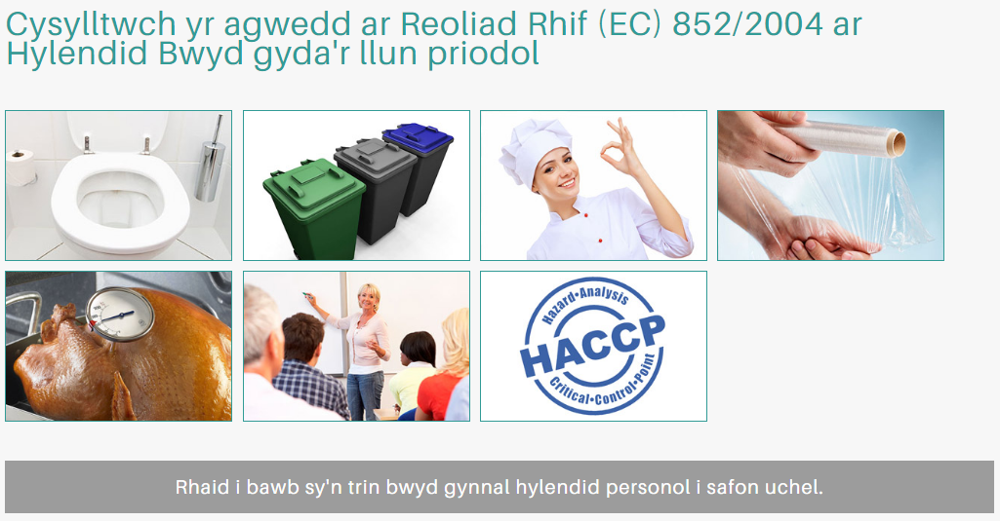 Cysylltwch yr agwedd ar Reoliad Rhif (EC) 852/2004 ar
Hylendid Bwyd gyda'r llun priodol
Hazard•Analysis
HACCP
Critical•Control•Point
Rhaid i bawb sy'n trin bwyd gynnal hylendid personol i safon uchel.